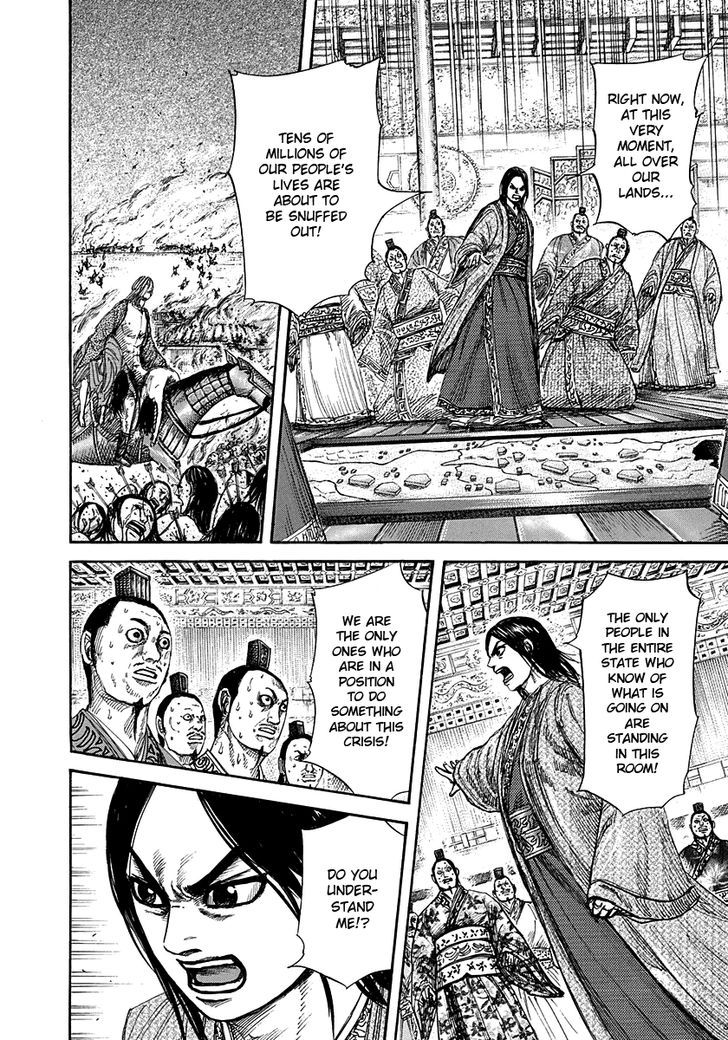 RIGHT NOW,
AT THIS
VERY
MOMENT,
ALL OVER
OUR
LANDS...
TENS OF
MILLIONS OF
OUR PEOPLE'S
LIVES ARE
ABOUT TO
BE SNUFFED
OUT!
THE ONLY
PEOPLE IN
THE ENTIRE
STATE WHO
KNOW OF
WHAT IS
GOING ON
ARE
STANDING
IN THIS
ROOM!
WE ARE
THE ONLY
ONES WHO
ARE IN A
POSITION
TO DO
SOMETHING
ABOUT THIS
CRISIS!
DO YOU
UNDER-
STAND
ME!?